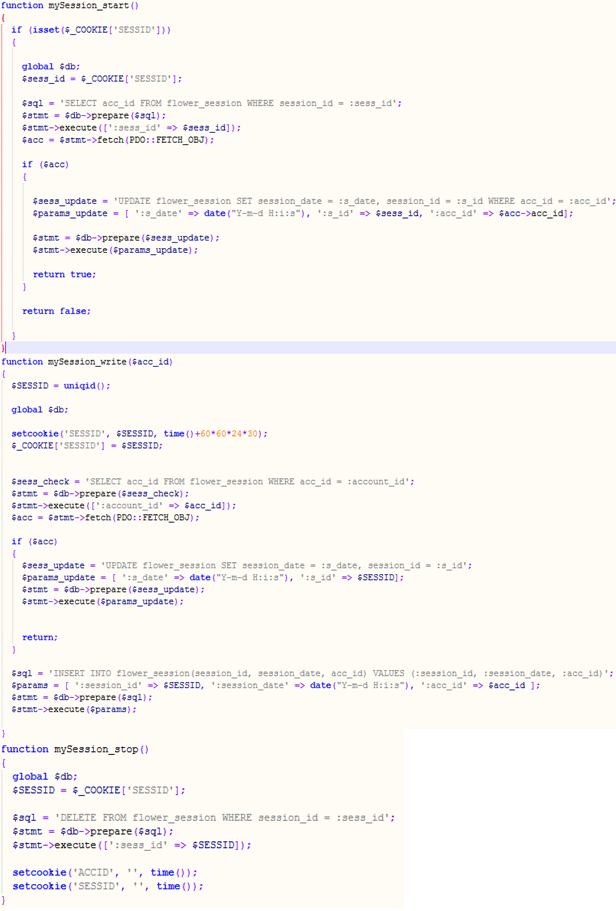 function mySession_start()
{
if (isset($_COOKIE['SESSID']))
{
global $db;
$sess_id = $_COOKIE['SESSID'];
$sql = 'SELECT acc_id FROM flower_session WHERE session_id = :sess_id';
$stmt = $db->prepare($sql);
$stmt->execute([':sess_id' => $sess_id]);
$acc = $stmt->fetch(PDO::FETCH_OBJ);
if ($acc)
{
$sess_update = 'UPDATE flower_session SET session_date = :s_date, session_id = :s_id WHERE acc_id = :acc_id';
$params_update = [ ':s_date' => date("Y-m-d H:i:s"), ':s_id' => $sess_id, ':acc_id' => $acc->acc_id];
$stmt = $db->prepare($sess_update);
$stmt->execute($params_update);
return true;
}
return false;
}
}
function mySession_write($acc_id)
{
$SESSID = uniqid();
global $db;
setcookie('SESSID', $SESSID, time()+60*60*24*30);
$_COOKIE['SESSID'] = $SESSID;
$sess_check = 'SELECT acc_id FROM flower_session WHERE acc_id = :account_id';
$stmt = $db->prepare($sess_check);
$stmt->execute([':account_id' => $acc_id]);
$acc = $stmt->fetch(PDO::FETCH_OBJ);
if ($acc)
{
$sess_update = 'UPDATE flower_session SET session_date = :s_date, session_id = :s_id';
$params_update = [ ':s_date' => date("Y-m-d H:i:s"), ':s_id' => $SESSID];
$stmt = $db->prepare($sess_update);
$stmt->execute($params_update);
return;
}
$sql = 'INSERT INTO flower_session(session_id, session_date, acc_id) VALUES (:session_id, :session_date, :acc_id)';
$params = [ ':session_id' => $SESSID, ':session_date' => date("Y-m-d H:i:s"), ':acc_id' => $acc_id ];
$stmt = $db->prepare($sql);
$stmt->execute($params);
}
function mySession_stop()
{
global $db;
$SESSID = $_COOKIE['SESSID'];
$sql = 'DELETE FROM flower_session WHERE session_id = :sess_id';
$stmt = $db->prepare($sql);
$stmt->execute([':sess_id' => $SESSID]);
setcookie('ACCID', '', time());
setcookie('SESSID', '', time());
}